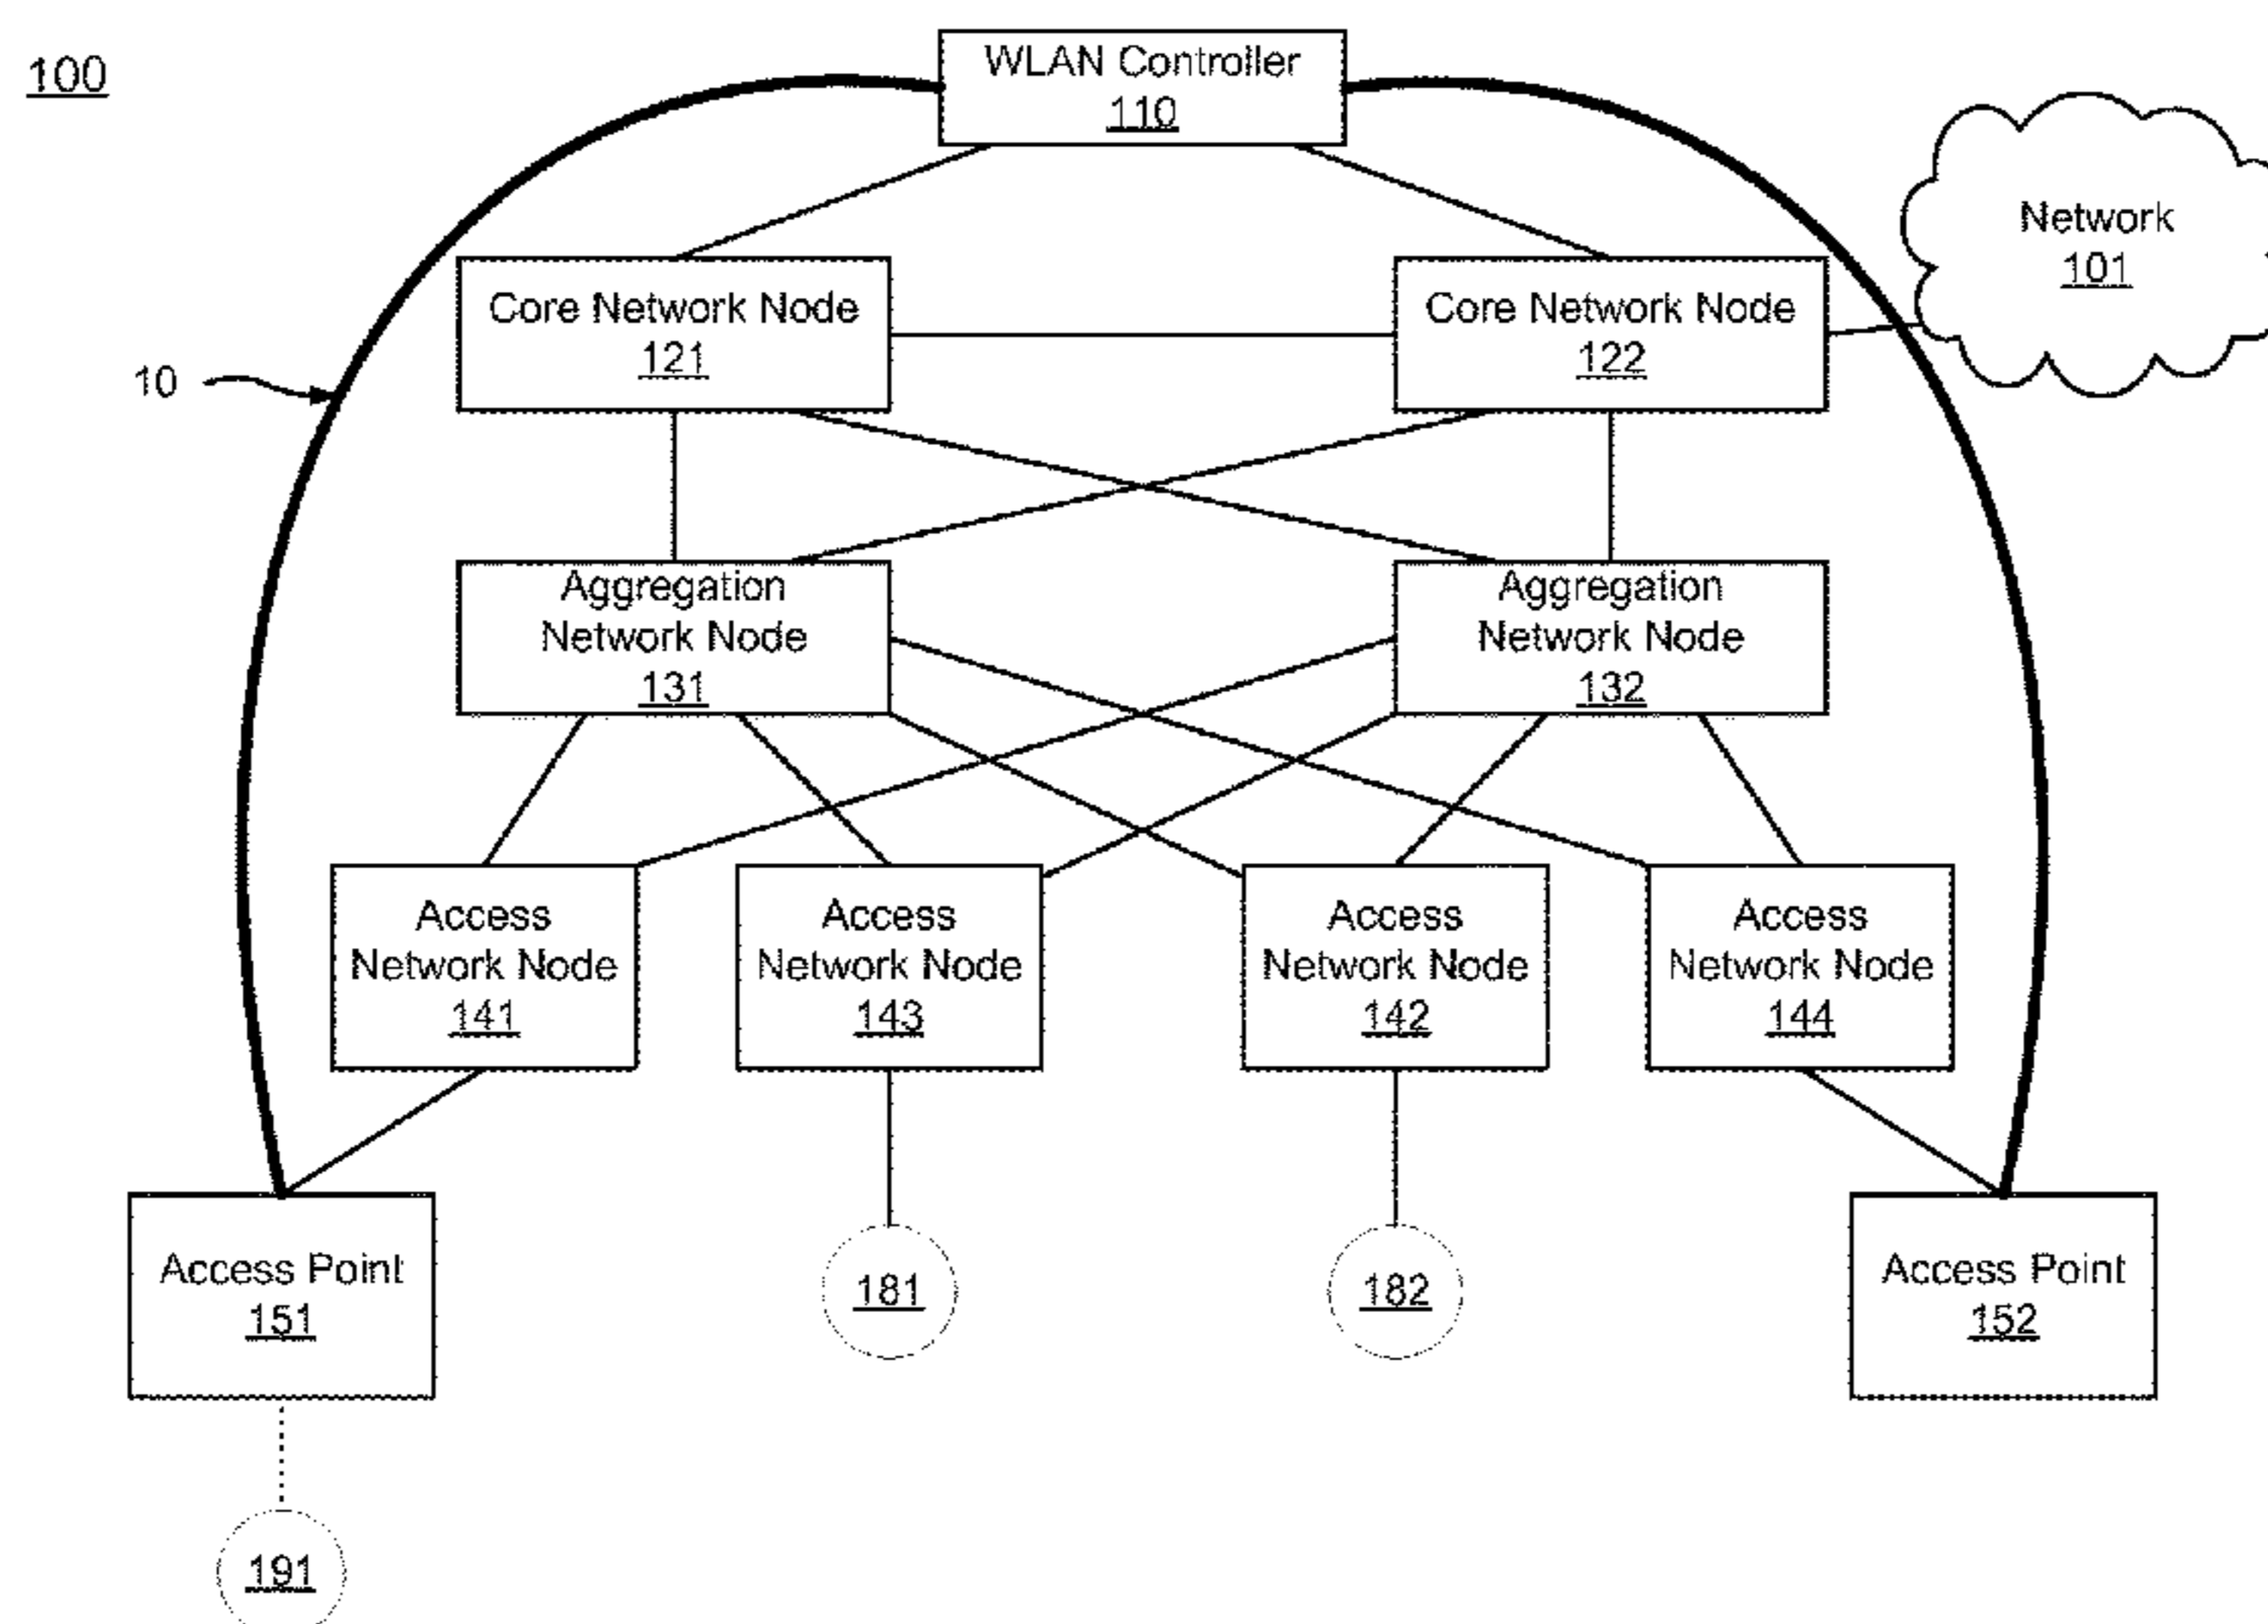 100
WLAN Controller
110
Network
101
Core Network Node
121
Core Network Node
122
10
Aggregation
Network Node
131
Aggregation
Network Node
132
Access
Network Node
141
Access
Network Node
143
Access
Network Node
142
Access
Network Node
144
Access Point
151
181
182
Access Point
152
191